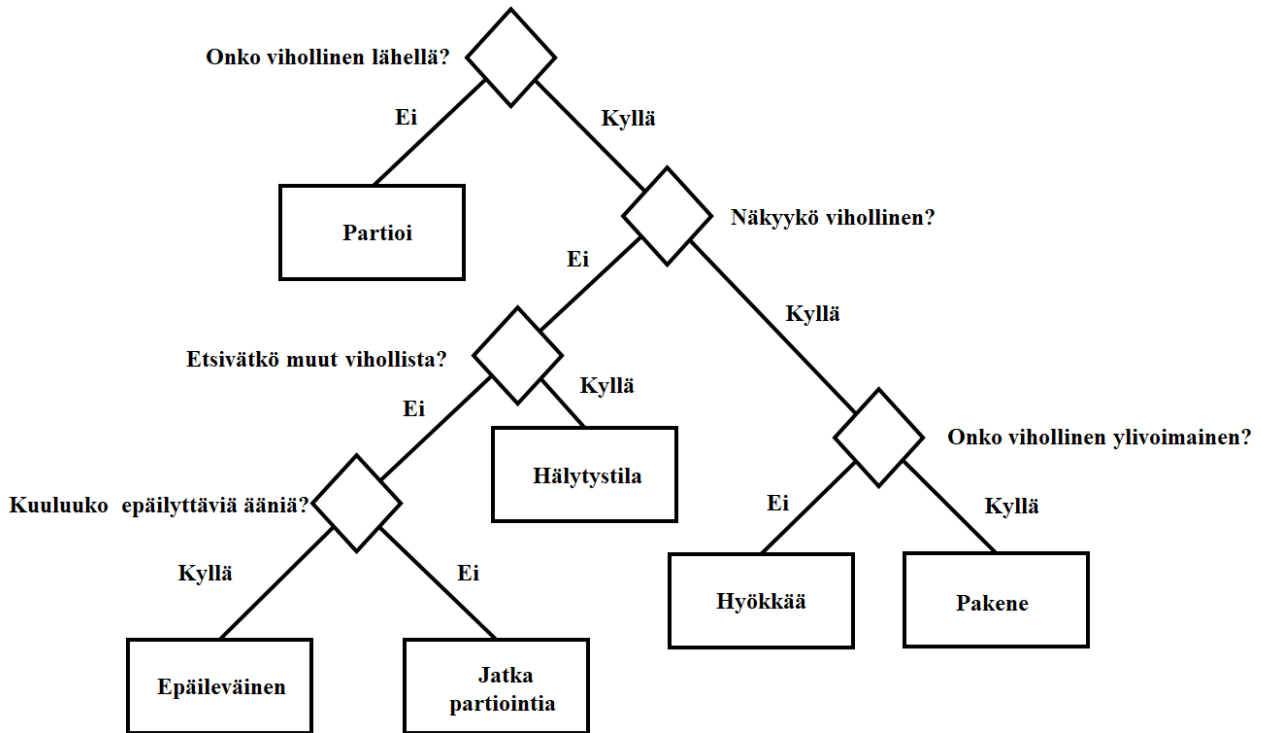 Onko vihollinen lähellä?
Ei
Kyllä
Partioi
Näkyykö vihollinen?
Ei
Kyllä
Etsivätkö muut vihollista?
Ei
Kyllä
Hälytystila
Onko vihollinen ylivoimainen?
Ei
Kyllä
Kuuluuko epäilyttäviä ääniä?
Kyllä
Ei
Hyökkää
Pakene
Epäileväinen
Jatka
partiointia